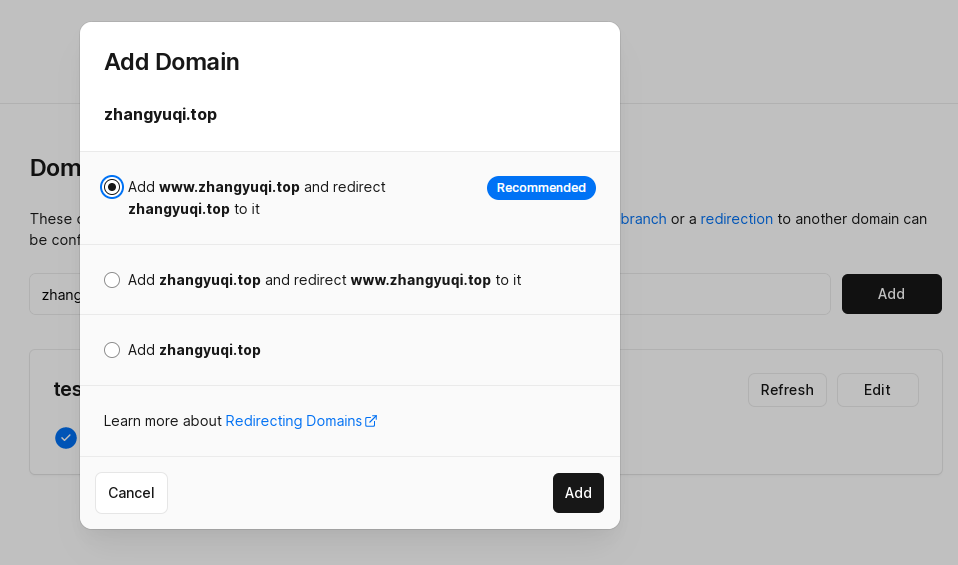 Add Domain
zhangyuqi.top
Add www.zhangyuqi.top and redirect
zhangyuqi.top to it
Recommended
Add zhangyuqi.top and redirect www.zhangyuqi.top to it
Add zhangyuqi.top
Learn more about Redirecting Domains
Cancel
Add
Dom
These
branch or a redirection to another domain can
be conf
zhang
Add
tes
Refresh
Edit